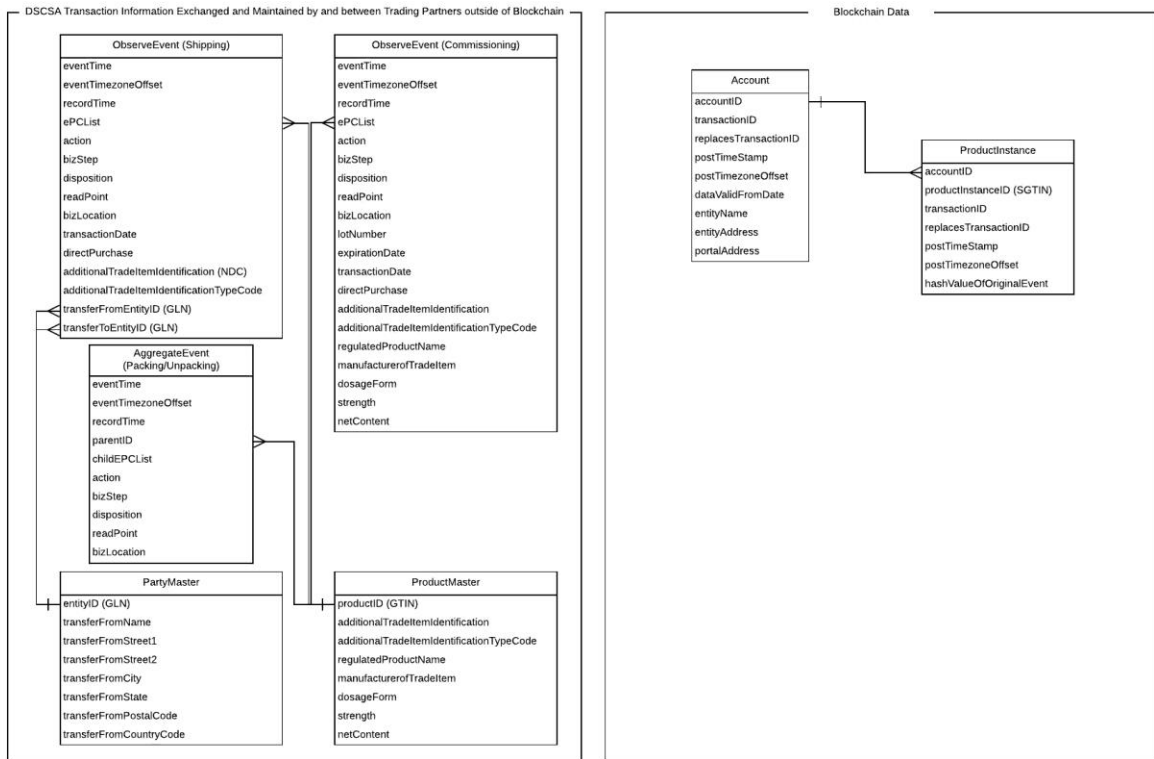 DSCSA Transaction Information Exchanged and Maintained by and between Trading Partners outside of Blockchain
ObserveEvent (Shipping)
eventTime
eventTimezoneOffset
recordTime
ePCList
action
bizStep
disposition
readPoint
bizLocation
transactionDate
directPurchase
additionalTradeItemIdentification (NDC)
additionalTradeItemIdentificationTypeCode
transferFromEntityID (GLN)
transferToEntityID (GLN)
ObserveEvent (Commissioning)
eventTime
eventTimezoneOffset
recordTime
ePCList
action
bizStep
disposition
readPoint
bizLocation
lotNumber
expirationDate
transactionDate
directPurchase
additionalTradeItemIdentification
additionalTradeItemIdentificationTypeCode
regulatedProductName
manufacturerofTradeItem
dosageForm
strength
netContent
AggregateEvent
(Packing/Unpacking)
eventTime
eventTimezoneOffset
recordTime
parentID
childEPCList
action
bizStep
disposition
readPoint
bizLocation
PartyMaster
entityID (GLN)
transferFromName
transferFromStreet1
transferFromStreet2
transferFromCity
transferFromState
transferFromPostalCode
transferFromCountryCode
ProductMaster
productID (GTIN)
additionalTradeItemIdentification
additionalTradeItemIdentificationTypeCode
regulatedProductName
manufacturerofTradeItem
dosageForm
strength
netContent
Blockchain Data
Account
accountID
transactionID
replacesTransactionID
postTimeStamp
postTimezoneOffset
dataValidFromDate
entityName
entityAddress
portalAddress
ProductInstance
accountID
productInstanceID (SGTIN)
transactionID
replacesTransactionID
postTimeStamp
postTimezoneOffset
hashValueOfOriginalEvent